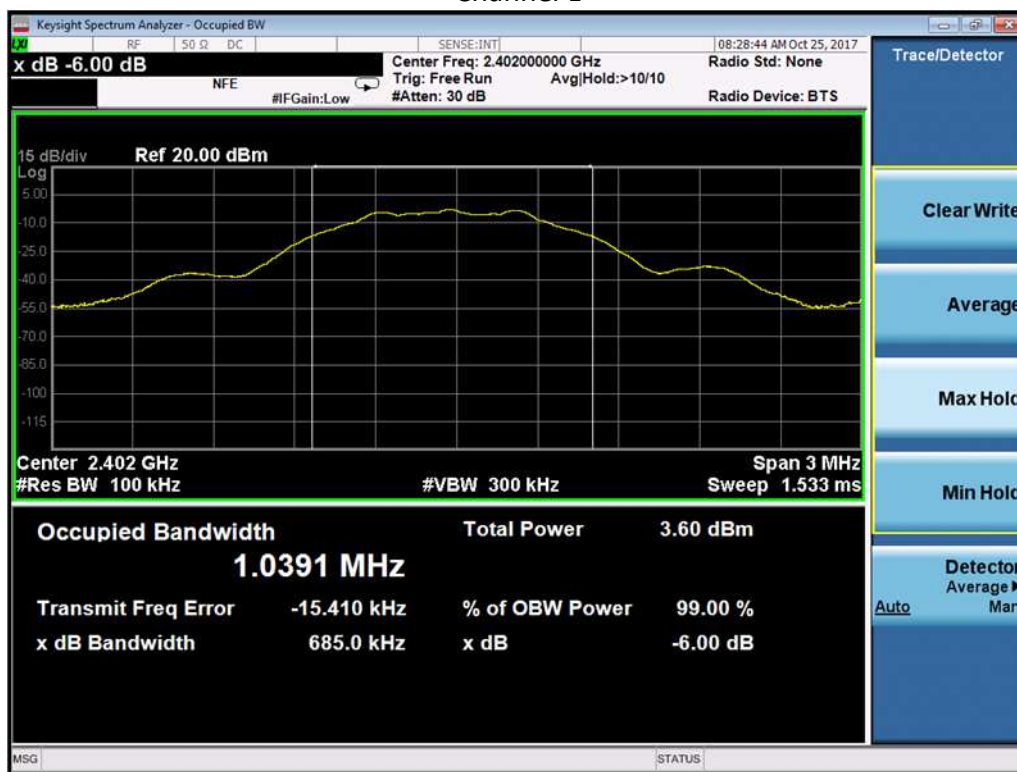 Channel 1
Keysight Spectrum Analyzer - Occupied BW
LXI RF 50 Ω DC SENSE:INT 08:28:44 AM Oct 25, 2017
x dB -6.00 dB Center Freq: 2.402000000 GHz Radio Std: None
NFE Trig: Free Run Avg|Hold:>10/10
#IFGain:Low #Atten: 30 dB Radio Device: BTS
Trace/Detector
15 dB/div Ref 20.00 dBm
Log
5.00
-10.0
-25.0
-40.0
-55.0
-70.0
-85.0
-100
-115
Center 2.402 GHz Span 3 MHz
#Res BW 100 kHz #VBW 300 kHz Sweep 1.533 ms
Occupied Bandwidth Total Power 3.60 dBm
1.0391 MHz
Transmit Freq Error -15.410 kHz % of OBW Power 99.00 %
x dB Bandwidth 685.0 kHz x dB -6.00 dB
Clear Write
Average
Max Hold
Min Hold
Detector
Average
Auto Man
MSG STATUS